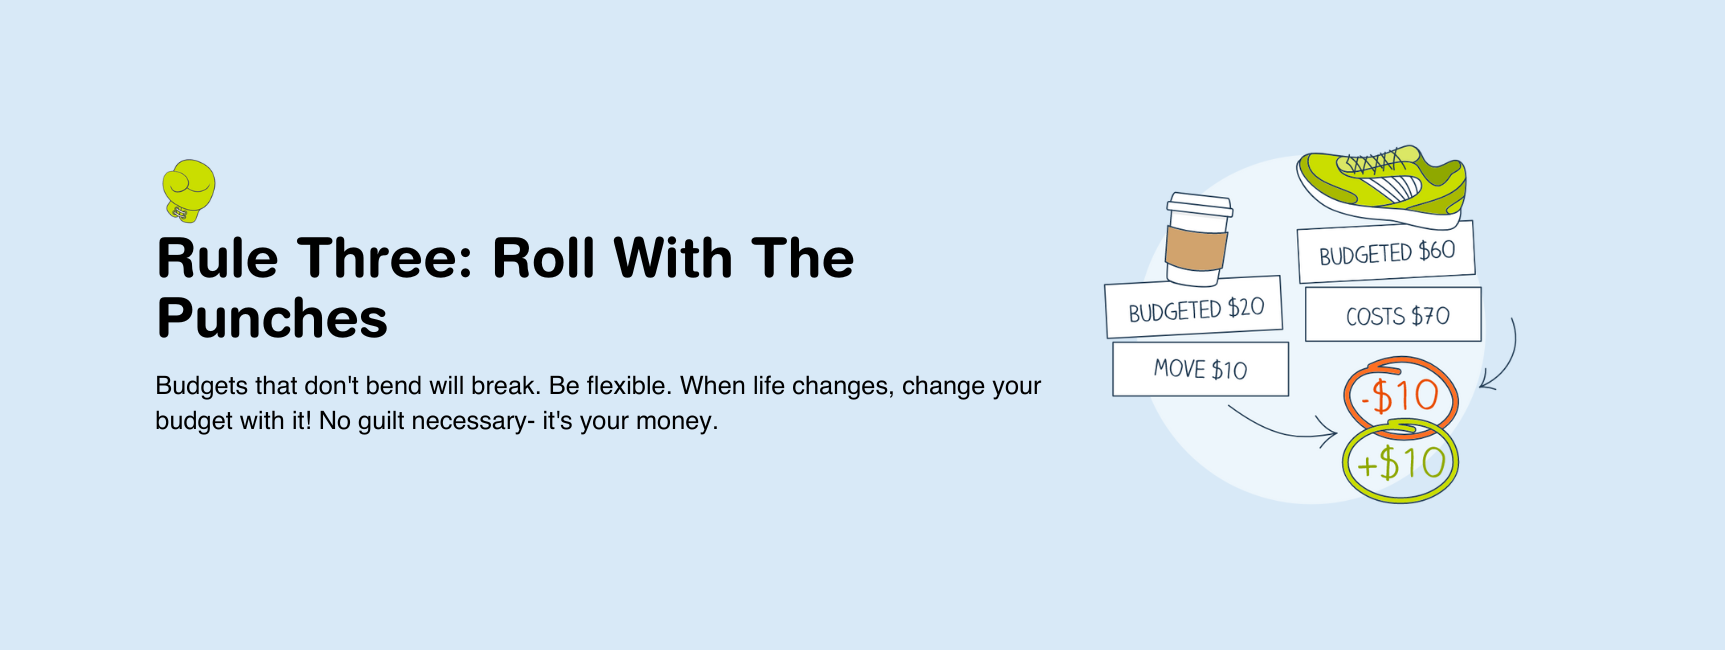 Rule Three: Roll With The
Punches
Budgets that don't bend will break. Be flexible. When life changes, change your
budget with it! No guilt necessary- it's your money.
BUDGETED $20
MOVE $10
BUDGETED $60
COSTS $70
-$10
+$10